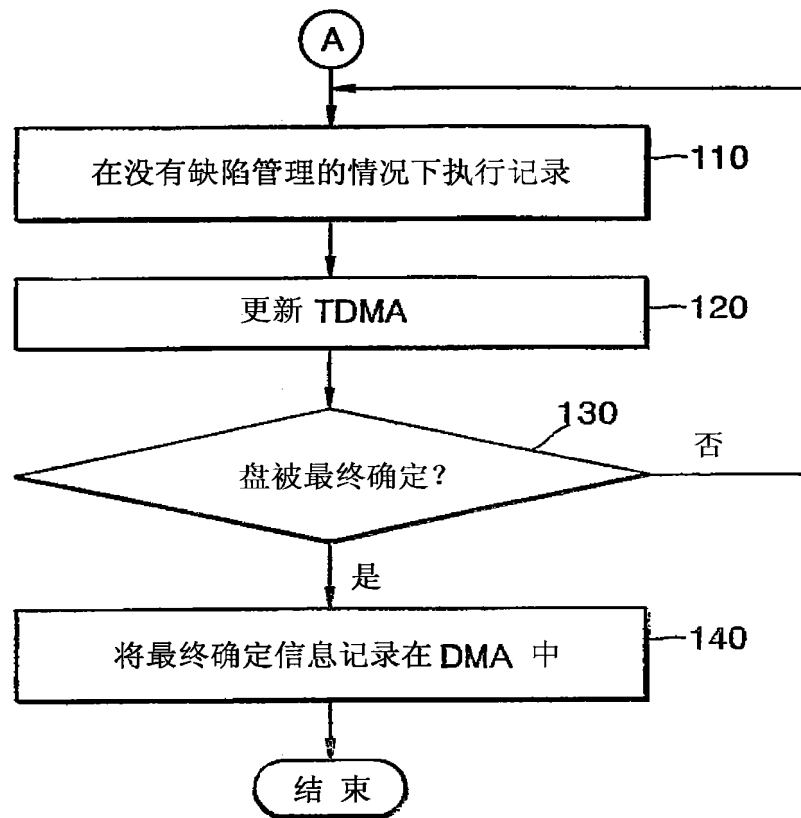 A
在没有缺陷管理的情况下执行记录
110
更新 TDMA
120
130
盘被最终确定?
否
是
将最终确定信息记录在 DMA 中
140
结 束